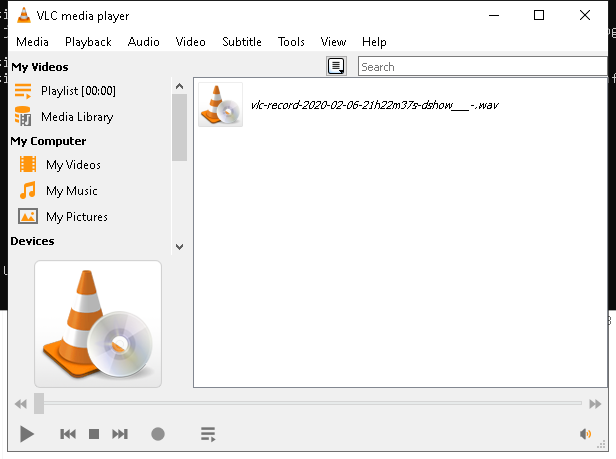 VLC media player
Media Playback Audio Video Subtitle Tools View Help
My Videos
Search
Playlist [00:00]
Media Library
My Computer
My Videos
My Music
My Pictures
Devices
vlc-record-2020-02-06-21h22m37s-dshow___-.wav